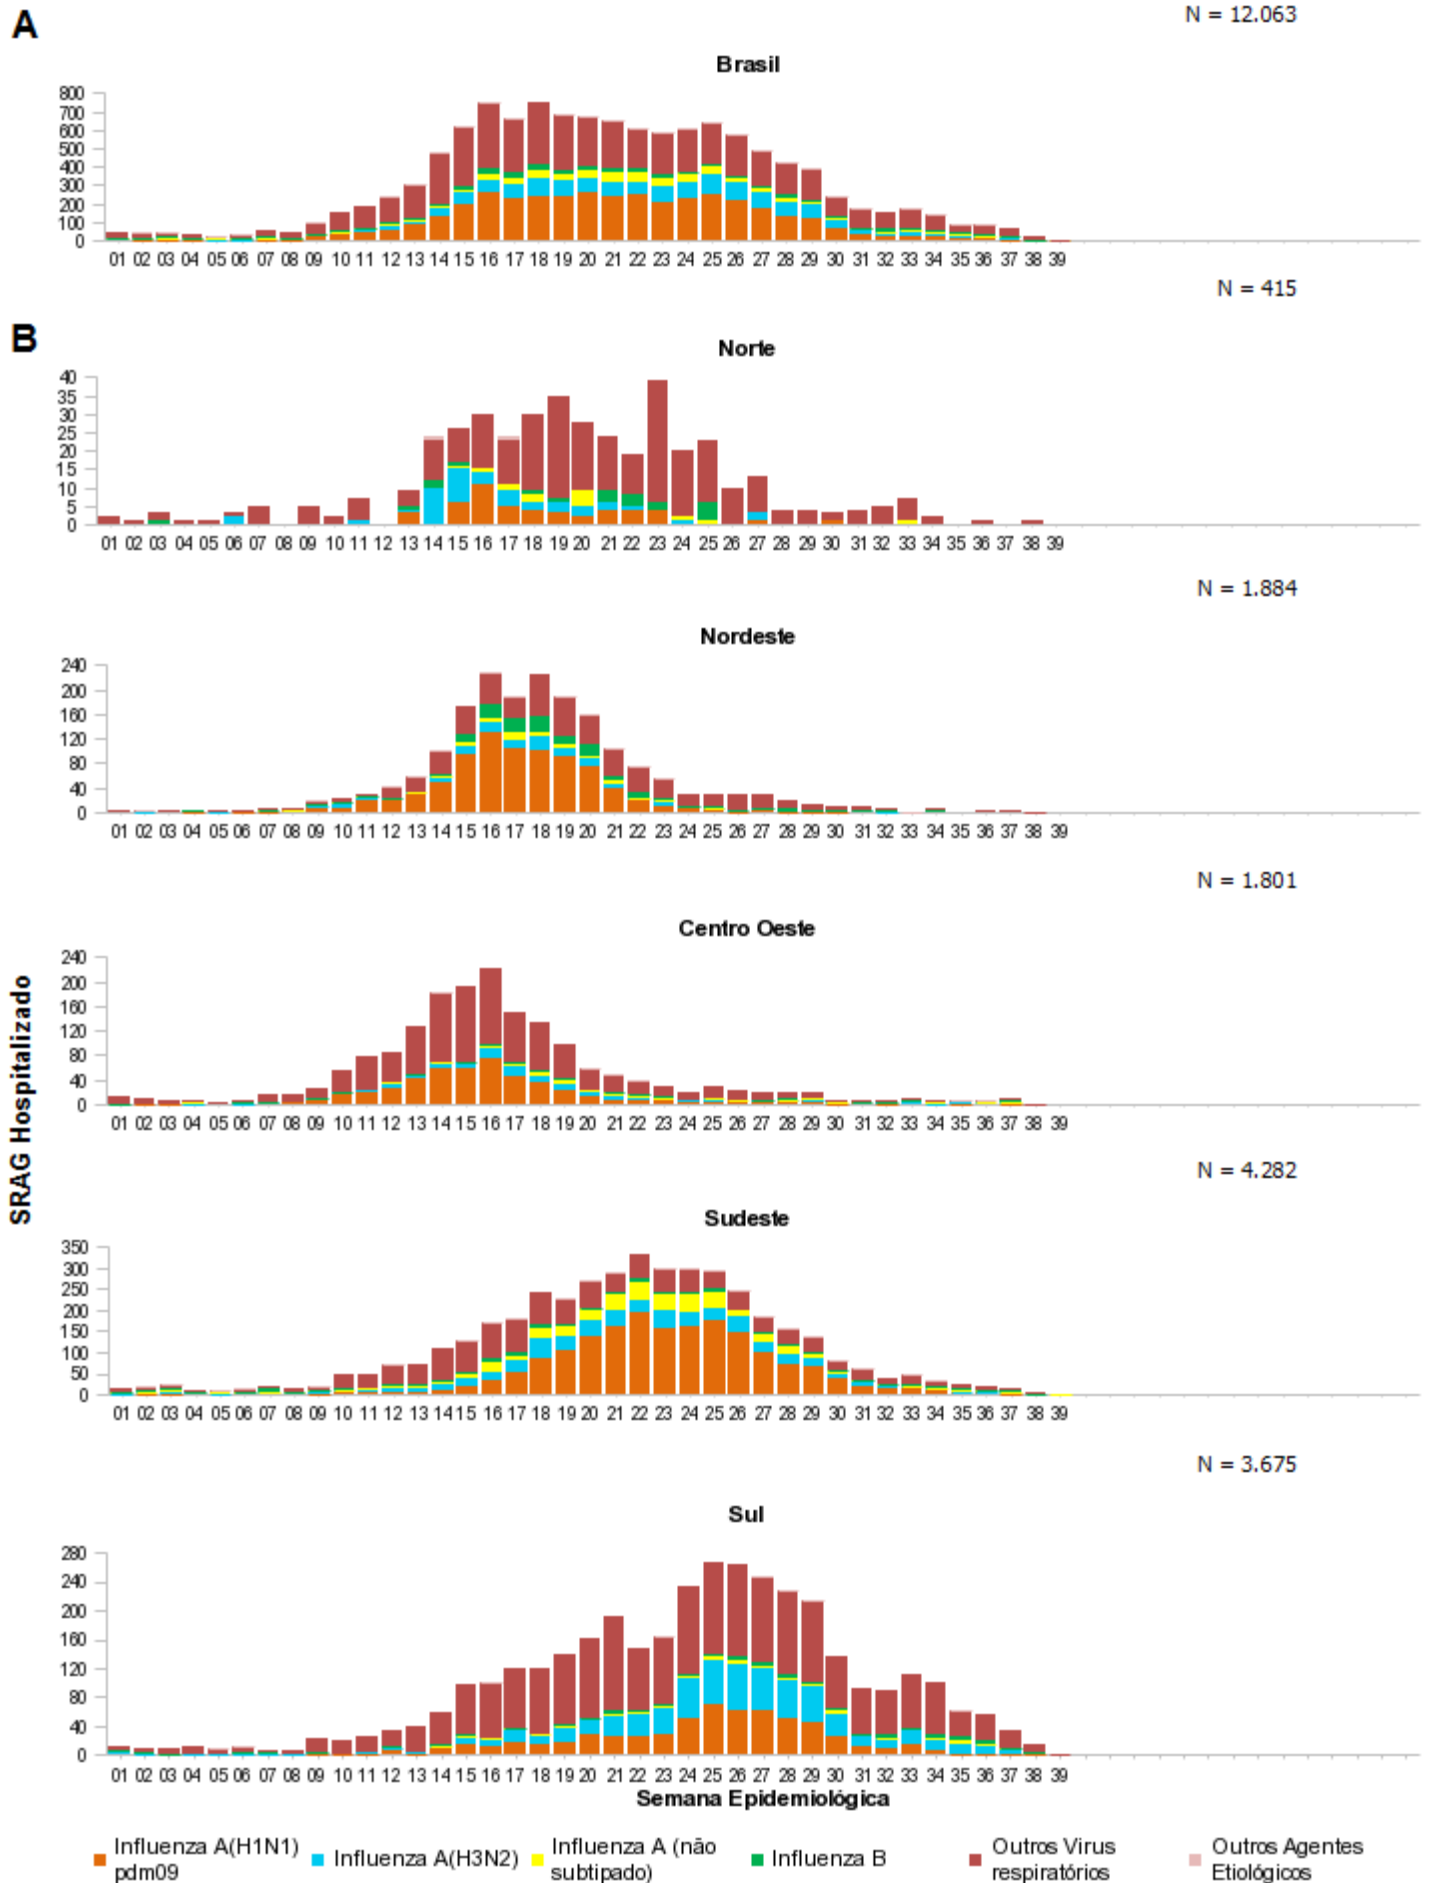 A
N = 12.063
Brasil
800
700
600
500
400
300
200
100
0
01 02 03 04 05 06 07 08 09 10 11 12 13 14 15 16 17 18 19 20 21 22 23 24 25 26 27 28 29 30 31 32 33 34 35 36 37 38 39
N = 415
B
Norte
40
35
30
25
20
15
10
5
0
01 02 03 04 05 06 07 08 09 10 11 12 13 14 15 16 17 18 19 20 21 22 23 24 25 26 27 28 29 30 31 32 33 34 35 36 37 38 39
N = 1.884
Nordeste
240
200
160
120
80
40
0
01 02 03 04 05 06 07 08 09 10 11 12 13 14 15 16 17 18 19 20 21 22 23 24 25 26 27 28 29 30 31 32 33 34 35 36 37 38 39
N = 1.801
Centro Oeste
240
200
160
120
80
40
0
01 02 03 04 05 06 07 08 09 10 11 12 13 14 15 16 17 18 19 20 21 22 23 24 25 26 27 28 29 30 31 32 33 34 35 36 37 38 39
SRAG Hospitalizado
N = 4.282
Sudeste
350
300
250
200
150
100
50
0
01 02 03 04 05 06 07 08 09 10 11 12 13 14 15 16 17 18 19 20 21 22 23 24 25 26 27 28 29 30 31 32 33 34 35 36 37 38 39
N = 3.675
Sul
280
240
200
160
120
80
40
0
01 02 03 04 05 06 07 08 09 10 11 12 13 14 15 16 17 18 19 20 21 22 23 24 25 26 27 28 29 30 31 32 33 34 35 36 37 38 39
Semana Epidemiológica
Influenza A(H1N1)
pdm09
Influenza A(H3N2)
Influenza A (não
subtipado)
Influenza B
Outros Virus
respiratórios
Outros Agentes
Etiológicos